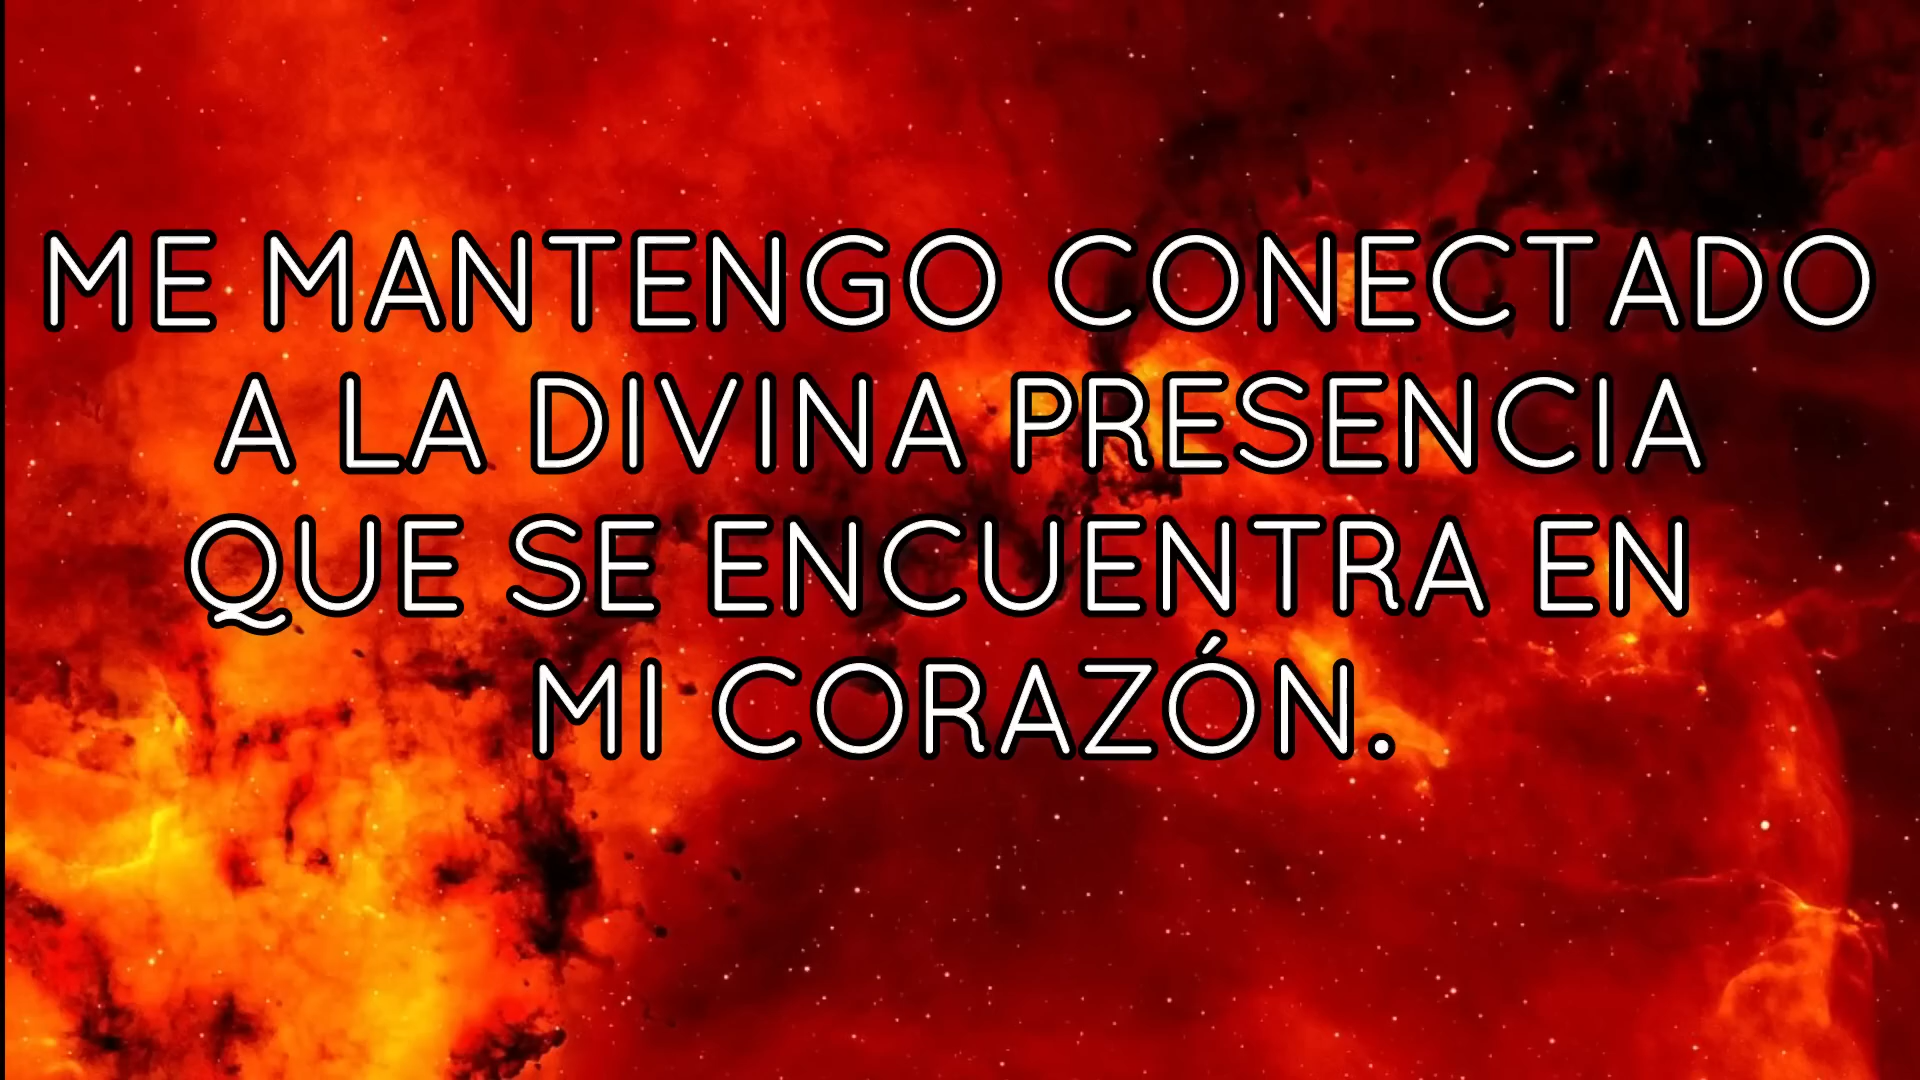 ME MANTENGO CONECTADO
A LA DIVINA PRESENCIA
QUE SE ENCUENTRA EN
MI CORAZÓN.